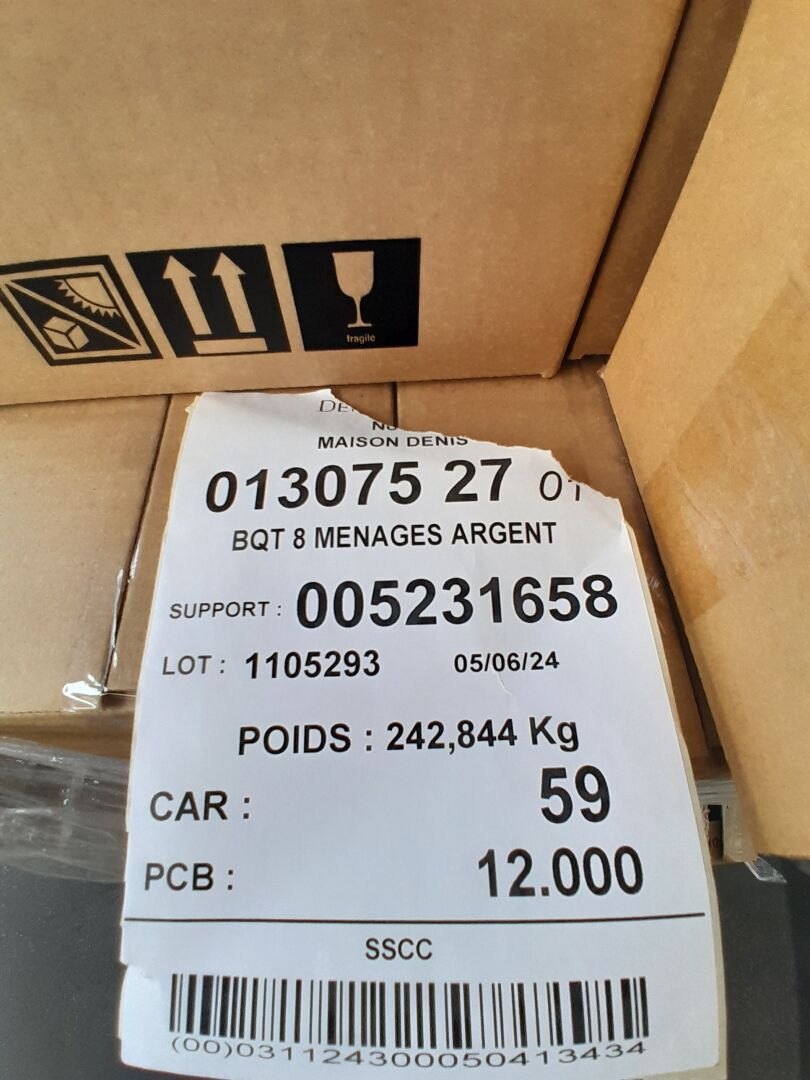 fragile
MAISON DENIS
013075 27 01
BQT 8 MENAGES ARGENT
SUPPORT : 005231658
LOT : 1105293 05/06/24
POIDS : 242,844 Kg
CAR : 59
PCB : 12.000
SSCC
(00)031124300050413434